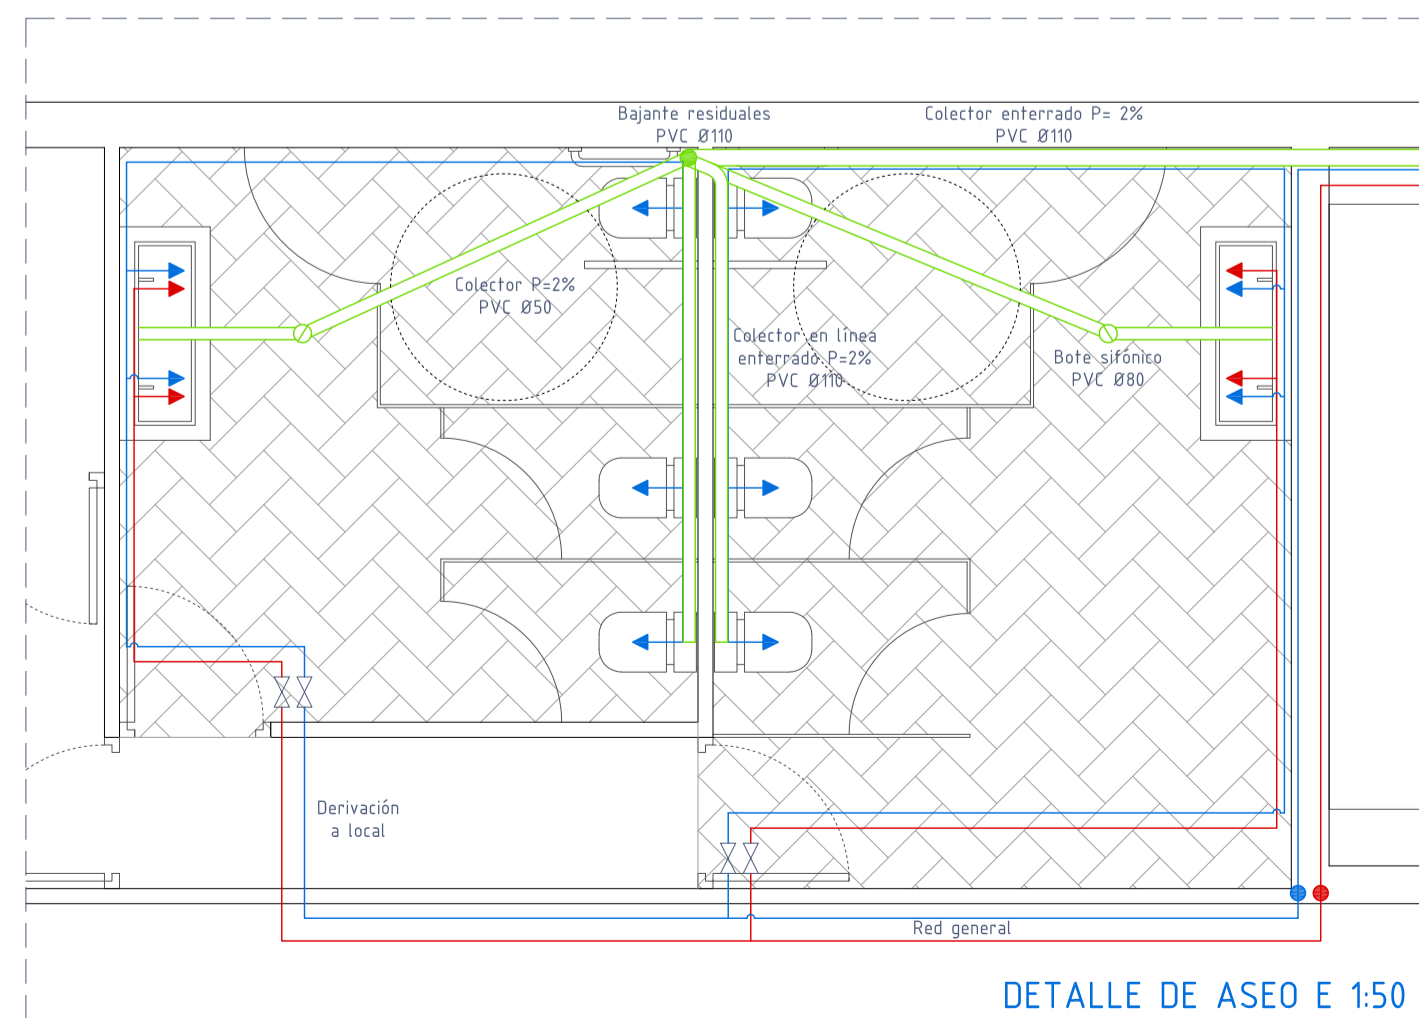 Bajante residuales
PVC Ø110
Colector enterrado P= 2%
PVC Ø110
Colector P=2%
PVC Ø50
Colector en línea
enterrado P=2%
PVC Ø110
Bote sifónico
PVC Ø80
Derivación
a local
Red general
DETALLE DE ASEO E 1:50